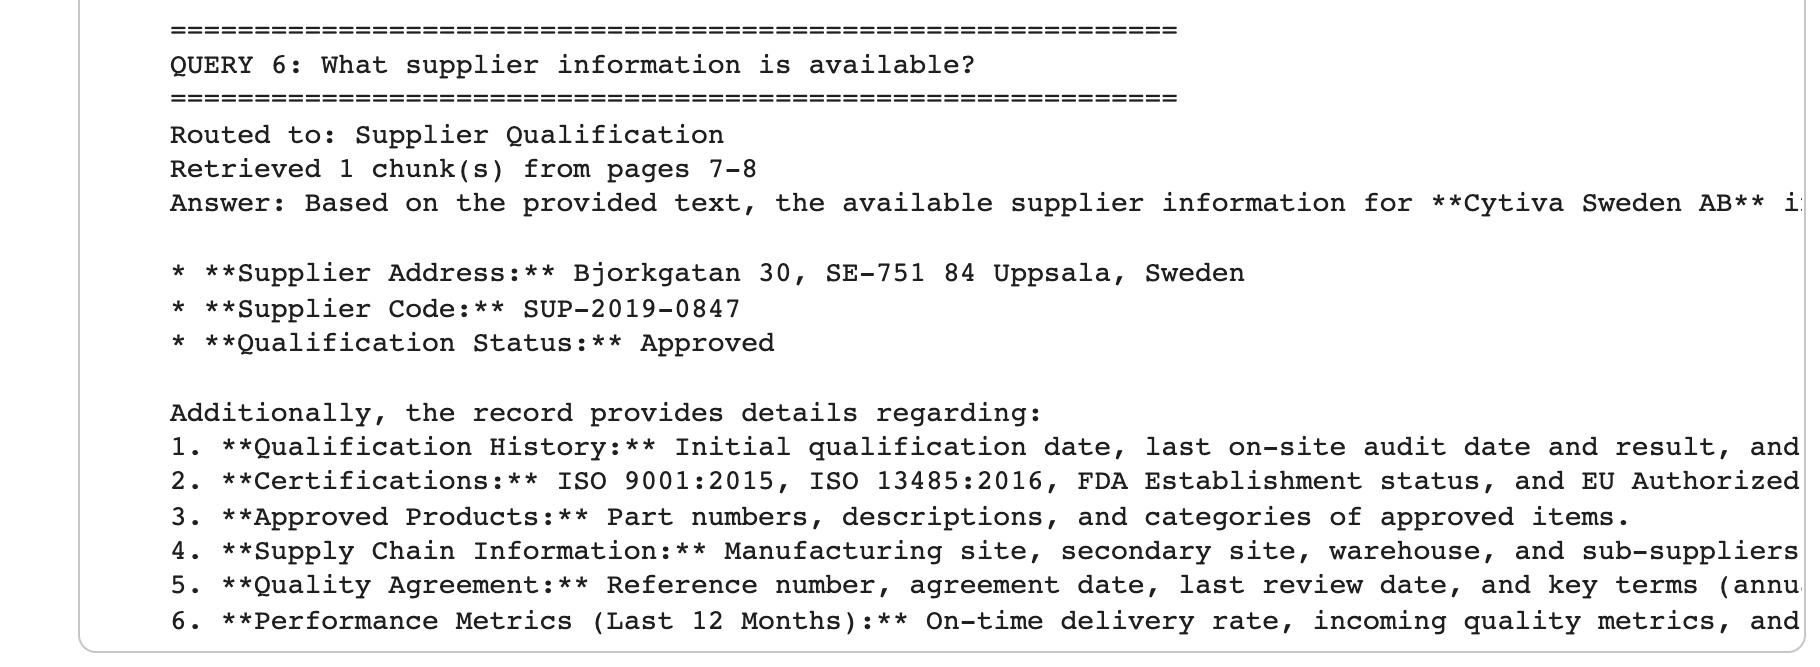 ============================================================
QUERY 6: What supplier information is available?
============================================================
Routed to: Supplier Qualification
Retrieved 1 chunk(s) from pages 7-8
Answer: Based on the provided text, the available supplier information for **Cytiva Sweden AB**
* **Supplier Address:** Bjorkgatan 30, SE-751 84 Uppsala, Sweden
* **Supplier Code:** SUP-2019-0847
* **Qualification Status:** Approved
Additionally, the record provides details regarding:
1. **Qualification History:** Initial qualification date, last on-site audit date and result, and
2. **Certifications:** ISO 9001:2015, ISO 13485:2016, FDA Establishment status, and EU Authorized
3. **Approved Products:** Part numbers, descriptions, and categories of approved items.
4. **Supply Chain Information:** Manufacturing site, secondary site, warehouse, and sub-suppliers
5. **Quality Agreement:** Reference number, agreement date, last review date, and key terms
6. **Performance Metrics (Last 12 Months):** On-time delivery rate, incoming quality metrics, and